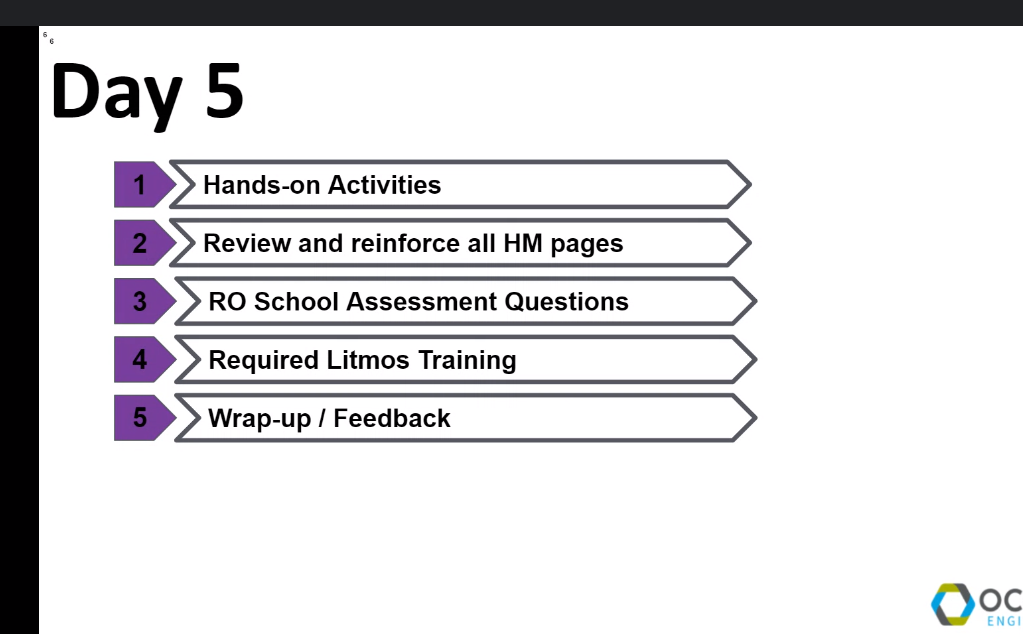 6
6
Day 5
1 Hands-on Activities
2 Review and reinforce all HM pages
3 RO School Assessment Questions
4 Required Litmos Training
5 Wrap-up / Feedback
OC
ENGI